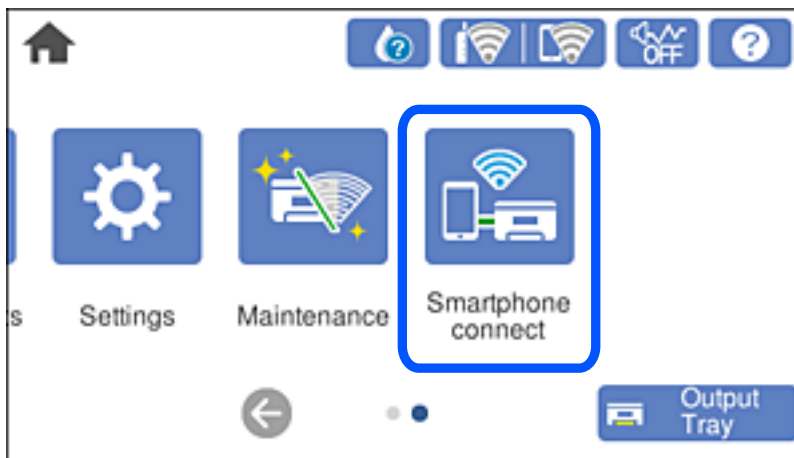 ?
OFF
?
s
Settings
Maintenance
Smartphone
connect
Output
Tray